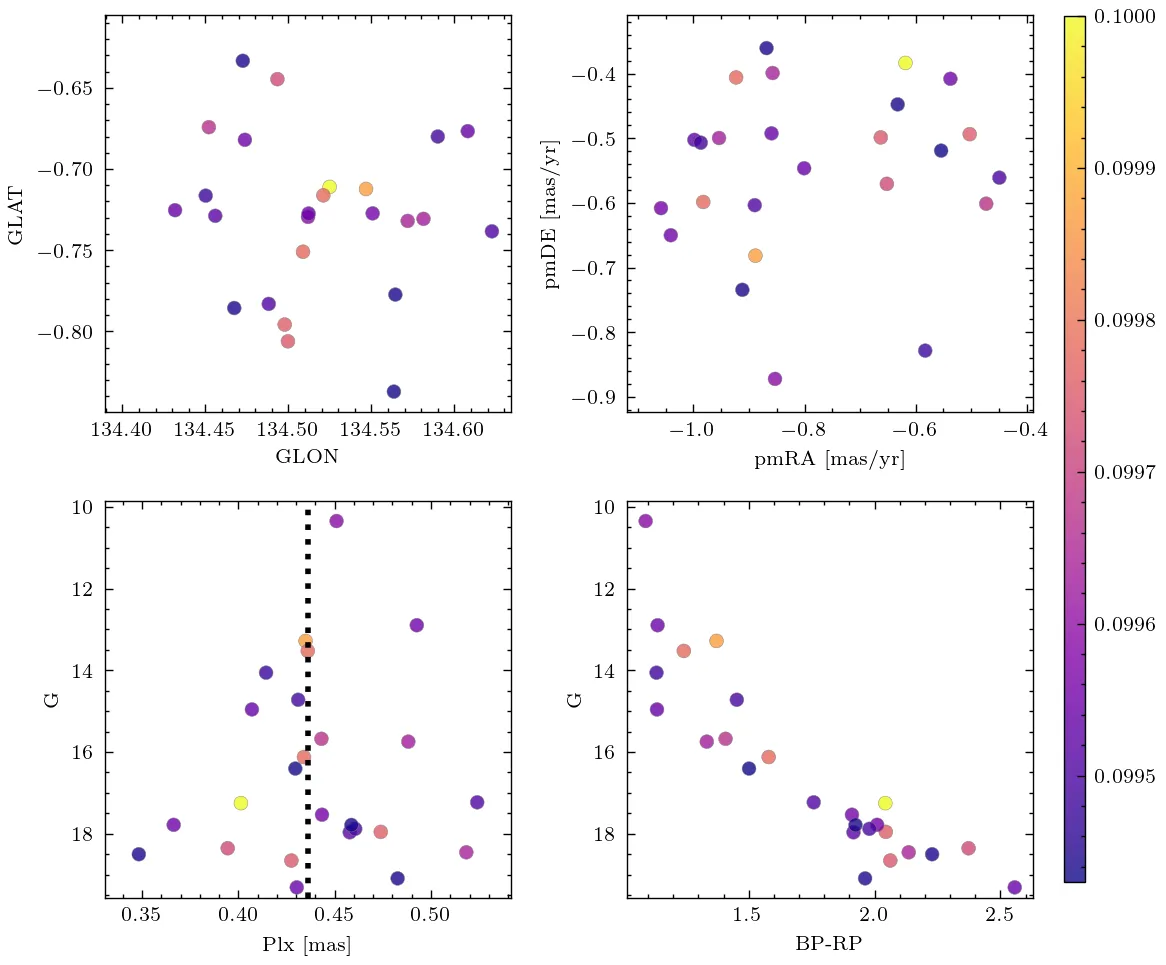 −0.65
−0.70
−0.75
−0.80
GLAT
134.40 134.45 134.50 134.55 134.60
GLON
−0.4
−0.5
−0.6
−0.7
−0.8
−0.9
pmDE [mas/yr]
−1.0 −0.8 −0.6 −0.4
pmRA [mas/yr]
10
12
14
16
18
G
0.35 0.40 0.45 0.50
Plx [mas]
10
12
14
16
18
G
1.5 2.0 2.5
BP-RP
0.1000
0.0999
0.0998
0.0997
0.0996
0.0995